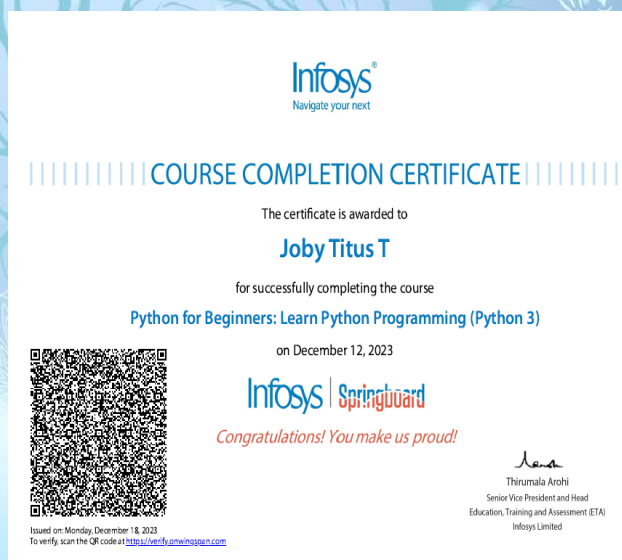 Infosys®
Navigate your next
COURSE COMPLETION CERTIFICATE
The certificate is awarded to
Joby Titus T
for successfully completing the course
Python for Beginners: Learn Python Programming (Python 3)
on December 12, 2023
Infosys | Springboard
Congratulations! You make us proud!
Thirumala Arohi
Senior Vice President and Head
Education, Training and Assessment (ETA)
Infosys Limited
Issued on: Monday, December 18, 2023
To verify, scan the QR code at https://verify.onwingspan.com